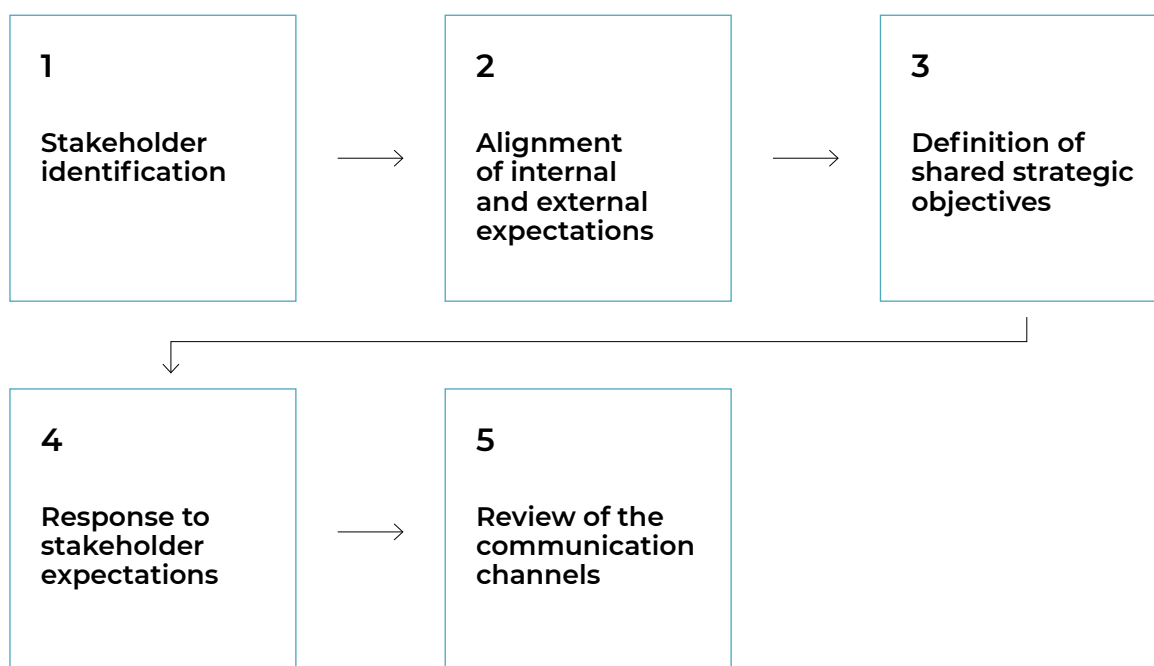 1
Stakeholder
identification
2
Alignment
of internal
and external
expectations
3
Definition of
shared strategic
objectives
4
Response to
stakeholder
expectations
5
Review of the
communication
channels